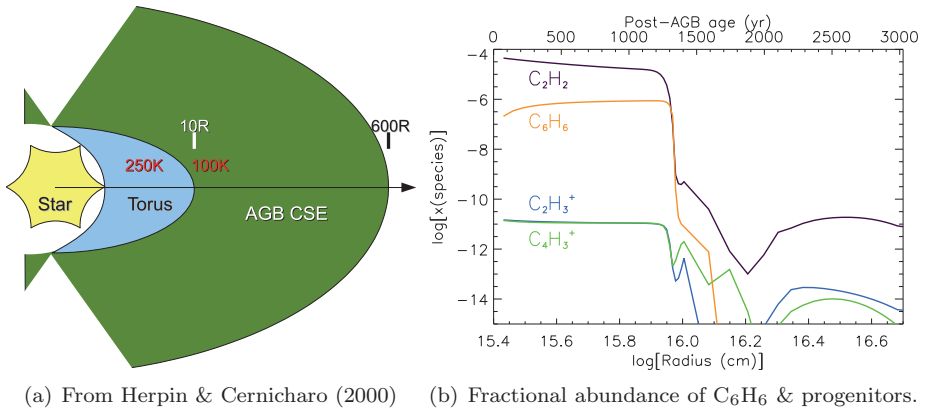 10R
600R
250K
100K
Star
Torus
AGB CSE
(a) From Herpin & Cernicharo (2000)
Post-AGB age (yr)
0 500 1000 1500 2000 2500 3000
log[x(species)]
-4
-6
-8
-10
-12
-14
C₂H₂
C₆H₆
C₂H₃⁺
C₄H₃⁺
15.4 15.6 15.8 16.0 16.2 16.4 16.6
log[Radius (cm)]
(b) Fractional abundance of C₆H₆ & progenitors.